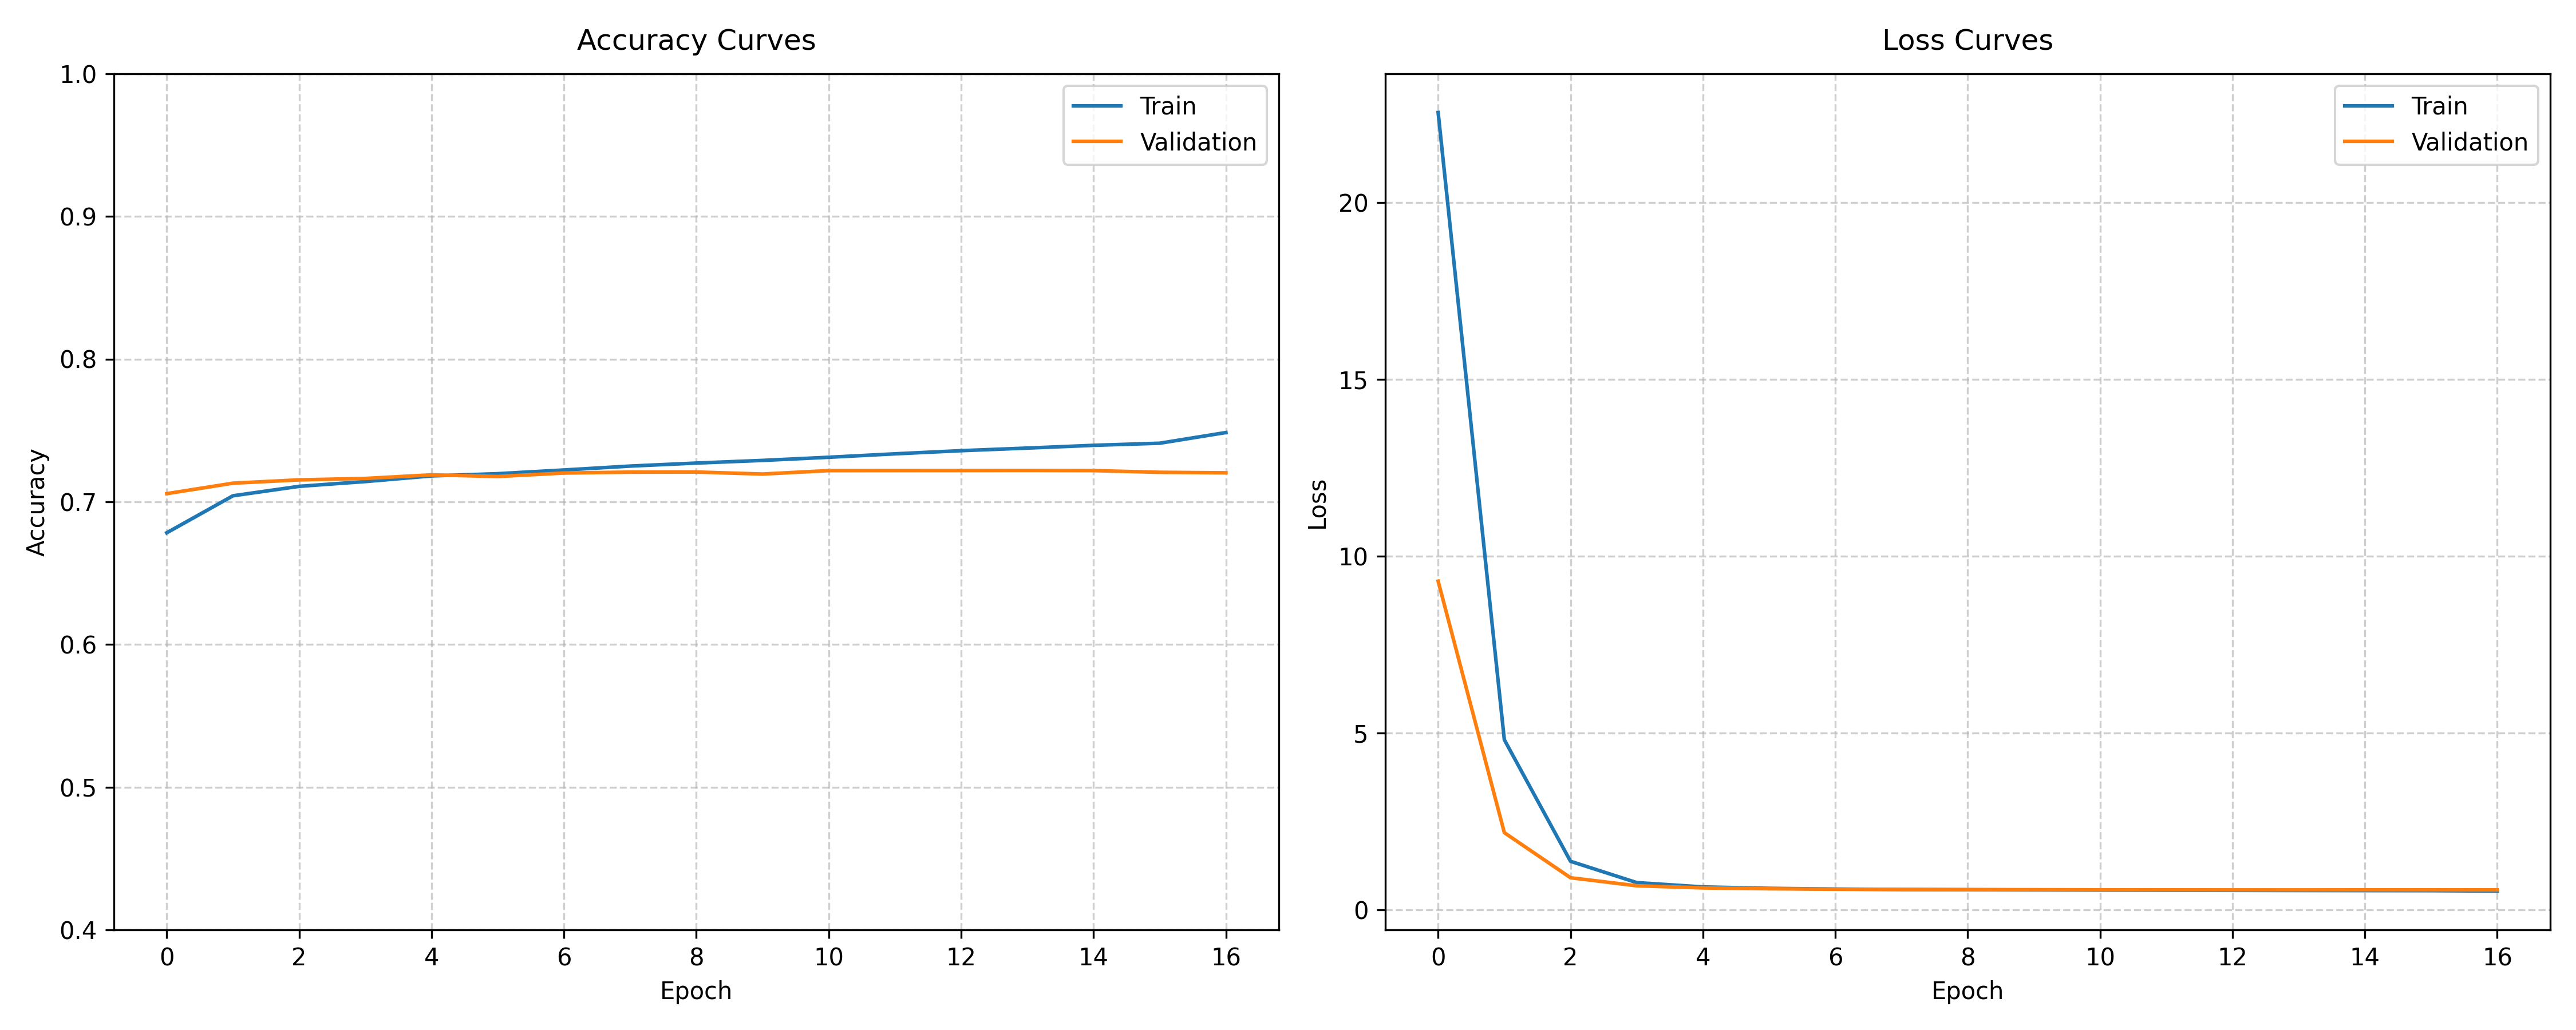 Accuracy Curves
1.0
0.9
0.8
0.7
0.6
0.5
0.4
Accuracy
Train
Validation
0 2 4 6 8 10 12 14 16
Epoch
Loss Curves
20
15
10
5
0
Loss
Train
Validation
0 2 4 6 8 10 12 14 16
Epoch